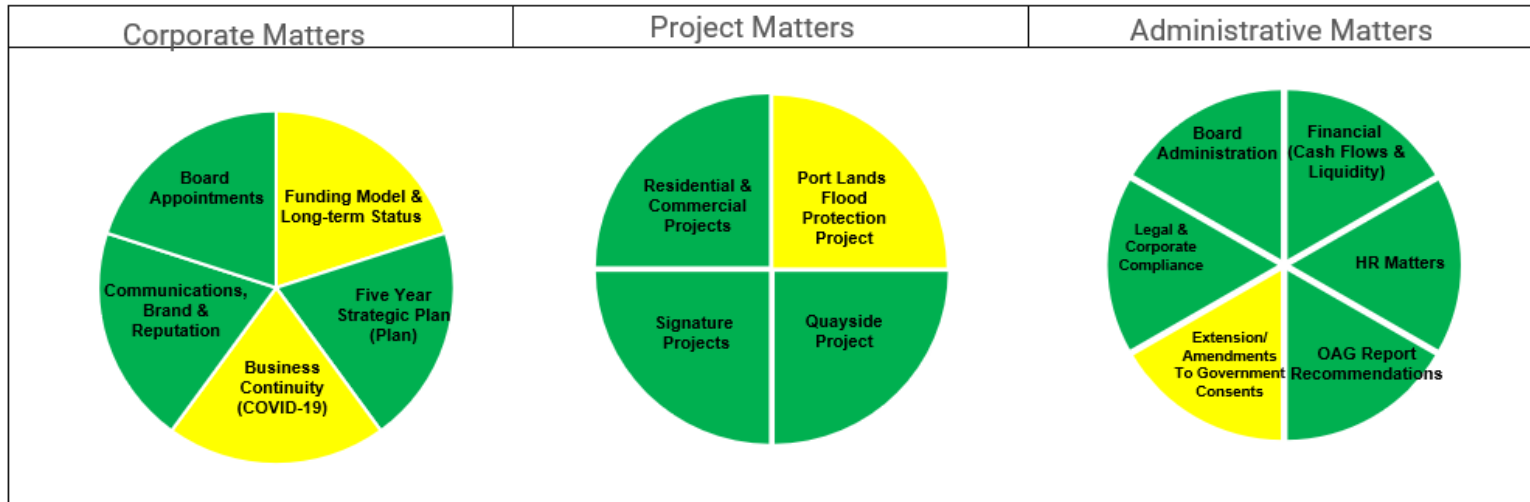 Corporate Matters
Project Matters
Administrative Matters
Board
Appointments
Funding Model &
Long-term Status
Communications,
Brand &
Reputation
Five Year
Strategic Plan
(Plan)
Business
Continuity
(COVID-19)
Residential &
Commercial
Projects
Port Lands
Flood
Protection
Project
Signature
Projects
Quayside
Project
Board
Administration
Financial
(Cash Flows &
Liquidity)
Legal &
Corporate
Compliance
HR Matters
Extension/
Amendments
To Government
Consents
OAG Report
Recommendations